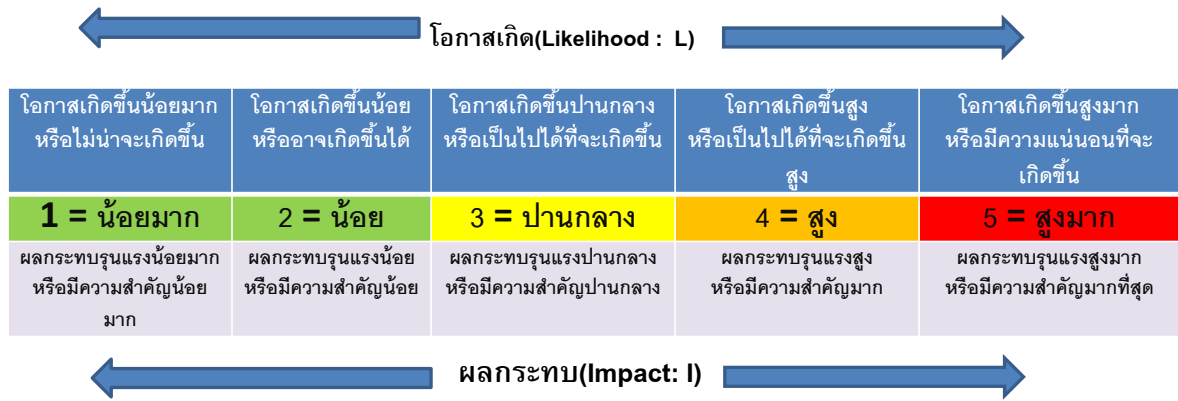 โอกาสเกิด(Likelihood : L)
โอกาสเกิดขึ้นน้อยมาก
หรือไม่น่าจะเกิดขึ้น
โอกาสเกิดขึ้นน้อย
หรืออาจเกิดขึ้นได้
โอกาสเกิดขึ้นปานกลาง
หรือเป็นไปได้ที่จะเกิดขึ้น
โอกาสเกิดขึ้นสูง
หรือเป็นไปได้ที่จะเกิดขึ้น
สูง
โอกาสเกิดขึ้นสูงมาก
หรือมีความแน่นอนที่จะ
เกิดขึ้น
1 = น้อยมาก
2 = น้อย
3 = ปานกลาง
4 = สูง
5 = สูงมาก
ผลกระทบรุนแรงน้อยมาก
หรือมีความสำคัญน้อย
มาก
ผลกระทบรุนแรงน้อย
หรือมีความสำคัญน้อย
ผลกระทบรุนแรงปานกลาง
หรือมีความสำคัญปานกลาง
ผลกระทบรุนแรงสูง
หรือมีความสำคัญมาก
ผลกระทบรุนแรงสูงมาก
หรือมีความสำคัญมากที่สุด
ผลกระทบ(Impact: I)